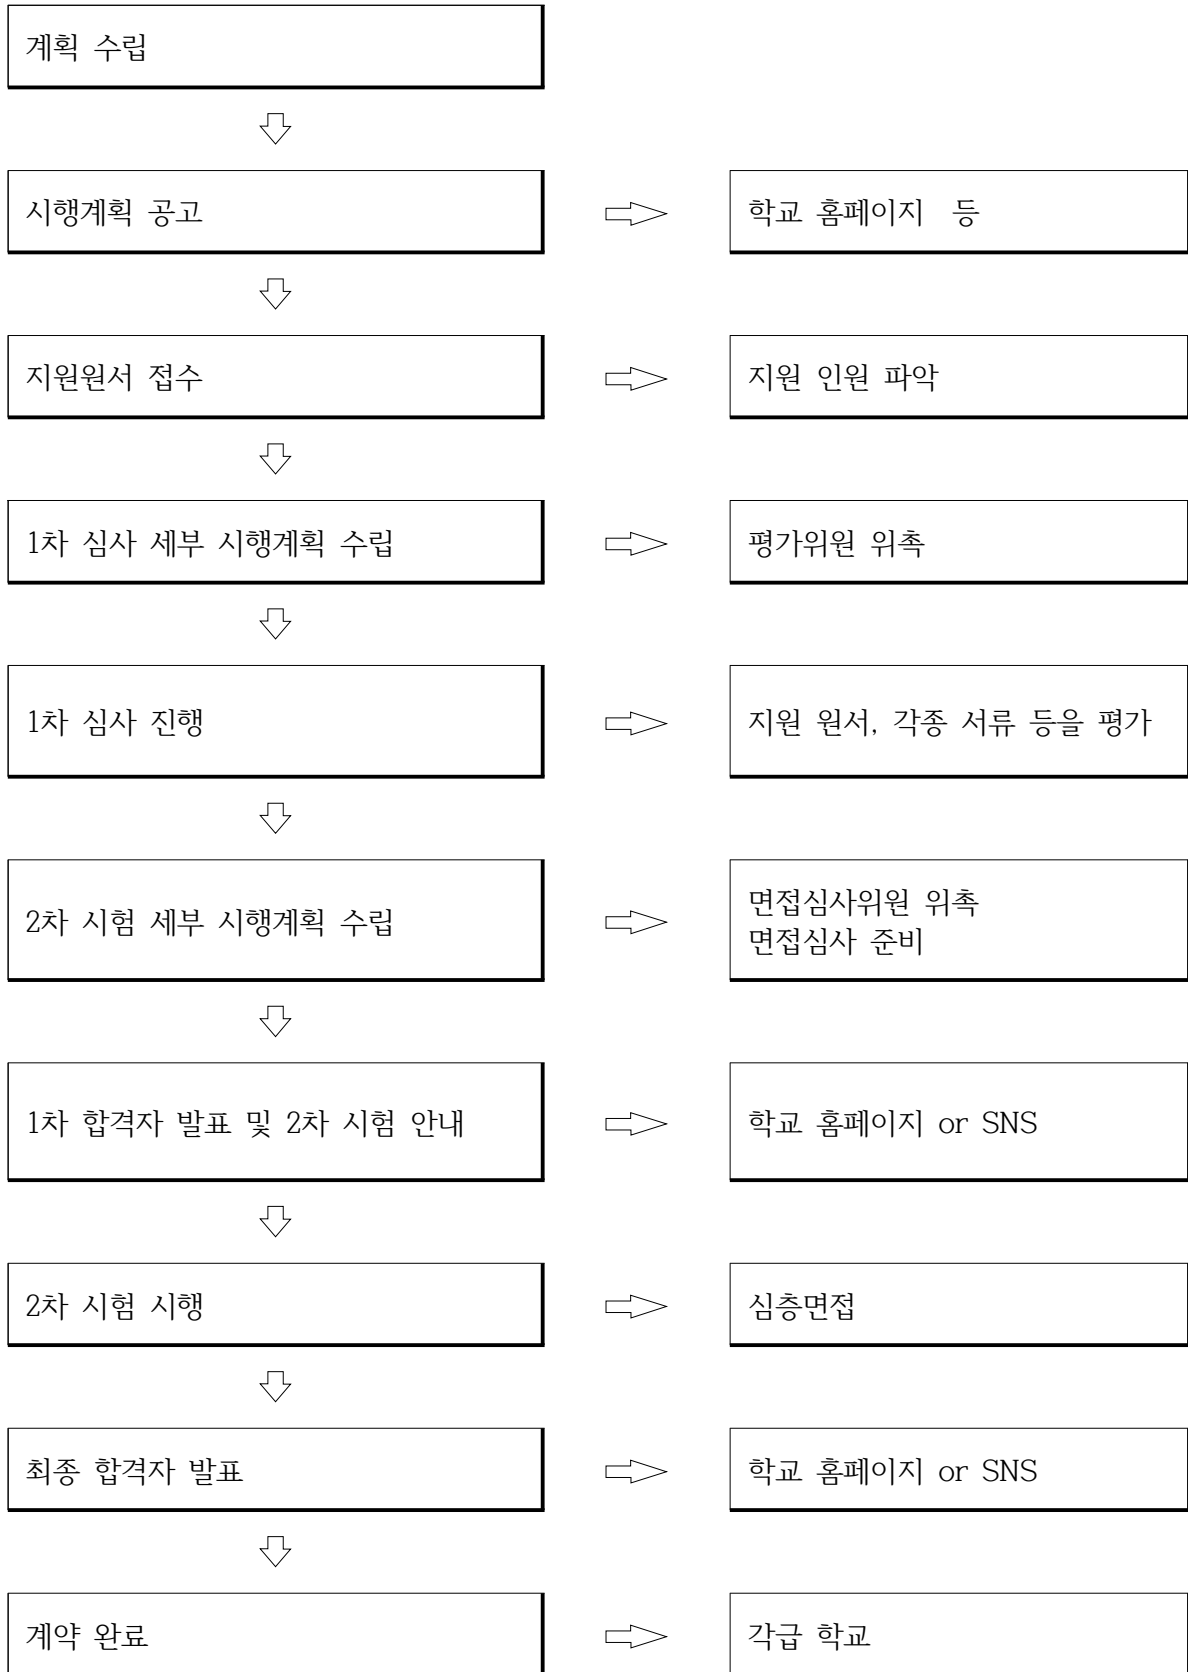 계획 수립
시행계획 공고
학교 홈페이지 등
지원원서 접수
지원 인원 파악
1차 심사 세부 시행계획 수립
평가위원 위촉
1차 심사 진행
지원 원서, 각종 서류 등을 평가
2차 시험 세부 시행계획 수립
면접심사위원 위촉
면접심사 준비
1차 합격자 발표 및 2차 시험 안내
학교 홈페이지 or SNS
2차 시험 시행
심층면접
최종 합격자 발표
학교 홈페이지 or SNS
계약 완료
각급 학교